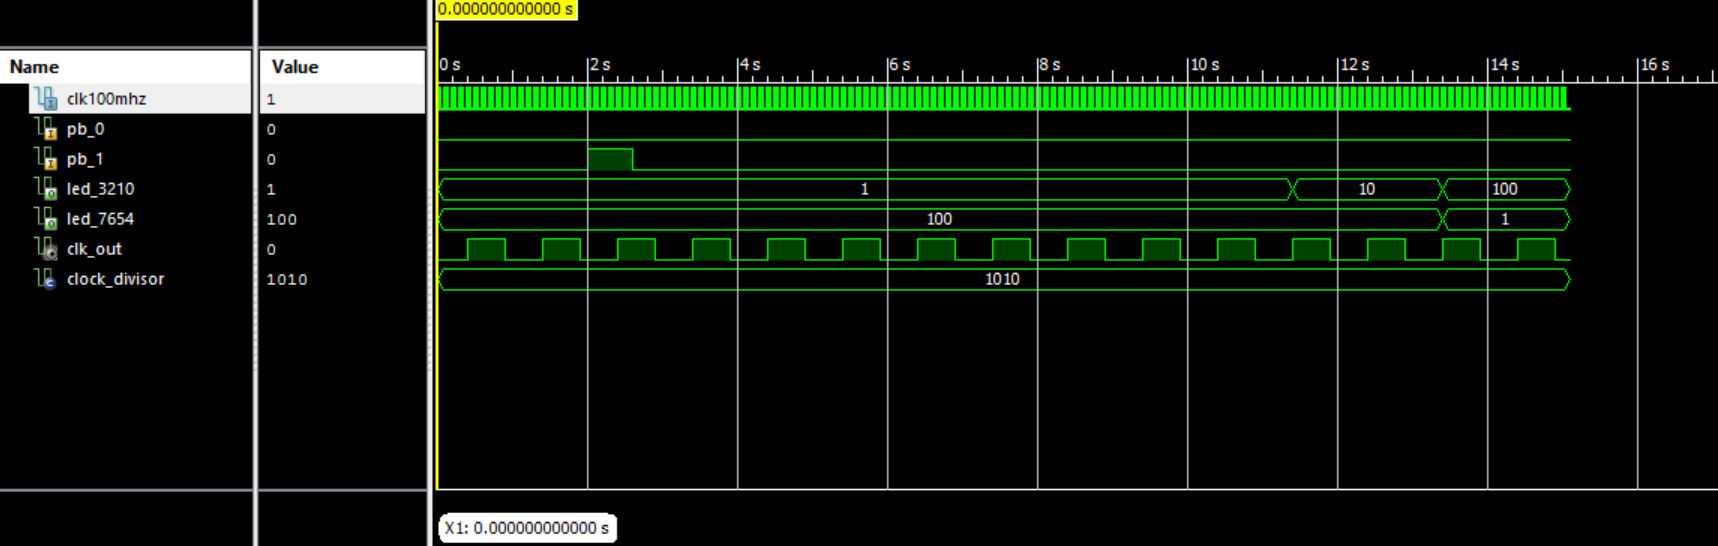 0.000000000000 s
Name Value
0 s 2 s 4 s 6 s 8 s 10 s 12 s 14 s 16 s
clk100mhz 1
pb_0 0
pb_1 0
led_3210 1 1 10 100
led_7654 100 100 1
clk_out 0
clock_divisor 1010 1010
X1: 0.000000000000 s